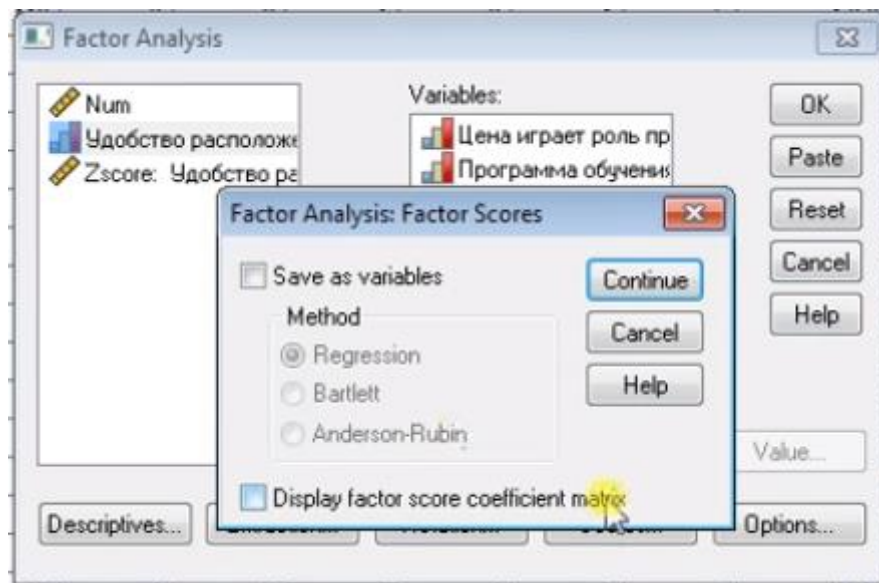 Factor Analysis
Num
Удобство расположе
Zscore: Удобство ра
Variables:
Цена играет роль пр
Программа обучения
OK
Paste
Reset
Cancel
Help
Factor Analysis: Factor Scores
Save as variables
Method
Regression
Bartlett
Anderson-Rubin
Display factor score coefficient matrix
Continue
Cancel
Help
Value...
Descriptives...
Options...